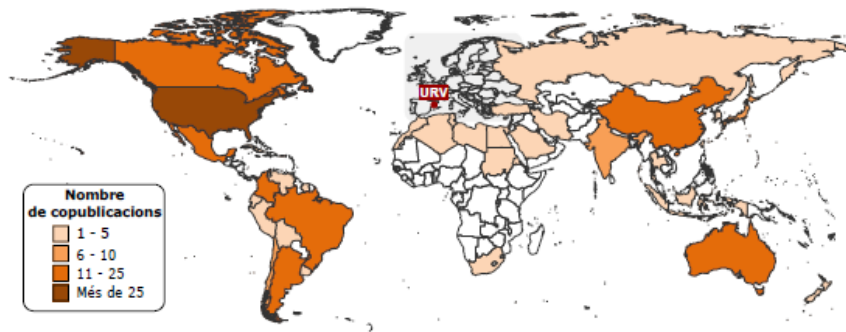 URV
Nombre
de copublicacions
1 - 5
6 - 10
11 - 25
Més de 25